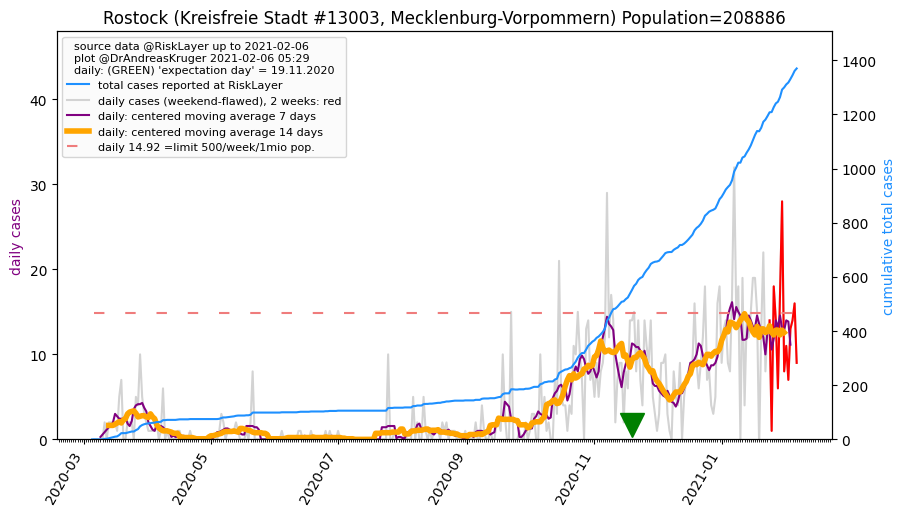 Rostock (Kreisfreie Stadt #13003, Mecklenburg-Vorpommern) Population=208886
source data @RiskLayer up to 2021-02-06
plot @DrAndreasKruger 2021-02-06 05:29
daily: (GREEN) 'expectation day' = 19.11.2020
total cases reported at RiskLayer
daily cases (weekend-flawed), 2 weeks: red
daily: centered moving average 7 days
daily: centered moving average 14 days
daily 14.92 =limit 500/week/1mio pop.
daily cases
40
30
20
10
0
cumulative total cases
1400
1200
1000
800
600
400
200
0
2020-03
2020-05
2020-07
2020-09
2020-11
2021-01